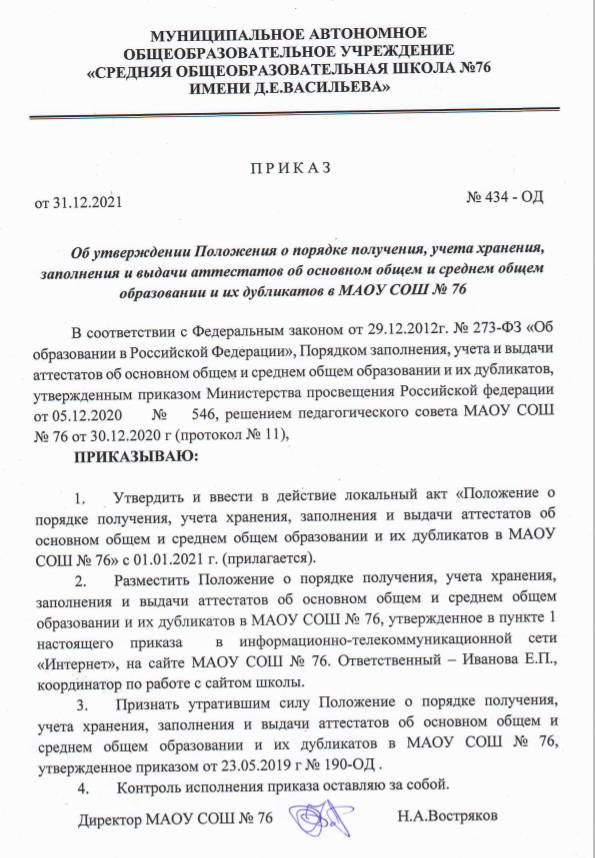 МУНИЦИПАЛЬНОЕ АВТОНОМНОЕ
ОБЩЕОБРАЗОВАТЕЛЬНОЕ УЧРЕЖДЕНИЕ
«СРЕДНЯЯ ОБЩЕОБРАЗОВАТЕЛЬНАЯ ШКОЛА №76
ИМЕНИ Д.Е.ВАСИЛЬЕВА»
П Р И К А З
от 31.12.2021 № 434 - ОД
Об утверждении Положения о порядке получения, учета хранения,
заполнения и выдачи аттестатов об основном общем и среднем общем
образовании и их дубликатов в МАОУ СОШ № 76
В соответствии с Федеральным законом от 29.12.2012г. № 273-ФЗ «Об
образовании в Российской Федерации», Порядком заполнения, учета и выдачи
аттестатов об основном общем и среднем общем образовании и их дубликатов,
утвержденным приказом Министерства просвещения Российской федерации
от 05.12.2020 № 546, решением педагогического совета МАОУ СОШ
№ 76 от 30.12.2020 г (протокол № 11),
ПРИКАЗЫВАЮ:
1. Утвердить и ввести в действие локальный акт «Положение о
порядке получения, учета хранения, заполнения и выдачи аттестатов об
основном общем и среднем общем образовании и их дубликатов в МАОУ
СОШ № 76» с 01.01.2021 г. (прилагается).
2. Разместить Положение о порядке получения, учета хранения,
заполнения и выдачи аттестатов об основном общем и среднем общем
образовании и их дубликатов в МАОУ СОШ № 76, утвержденное в пункте 1
настоящего приказа в информационно-телекоммуникационной сети
«Интернет», на сайте МАОУ СОШ № 76. Ответственный – Иванова Е.П.,
координатор по работе с сайтом школы.
3. Признать утратившим силу Положение о порядке получения,
учета хранения, заполнения и выдачи аттестатов об основном общем и
среднем общем образовании и их дубликатов в МАОУ СОШ № 76,
утвержденное приказом от 23.05.2019 г № 190-ОД .
4. Контроль исполнения приказа оставляю за собой.
Директор МАОУ СОШ № 76 Н.А.Востряков